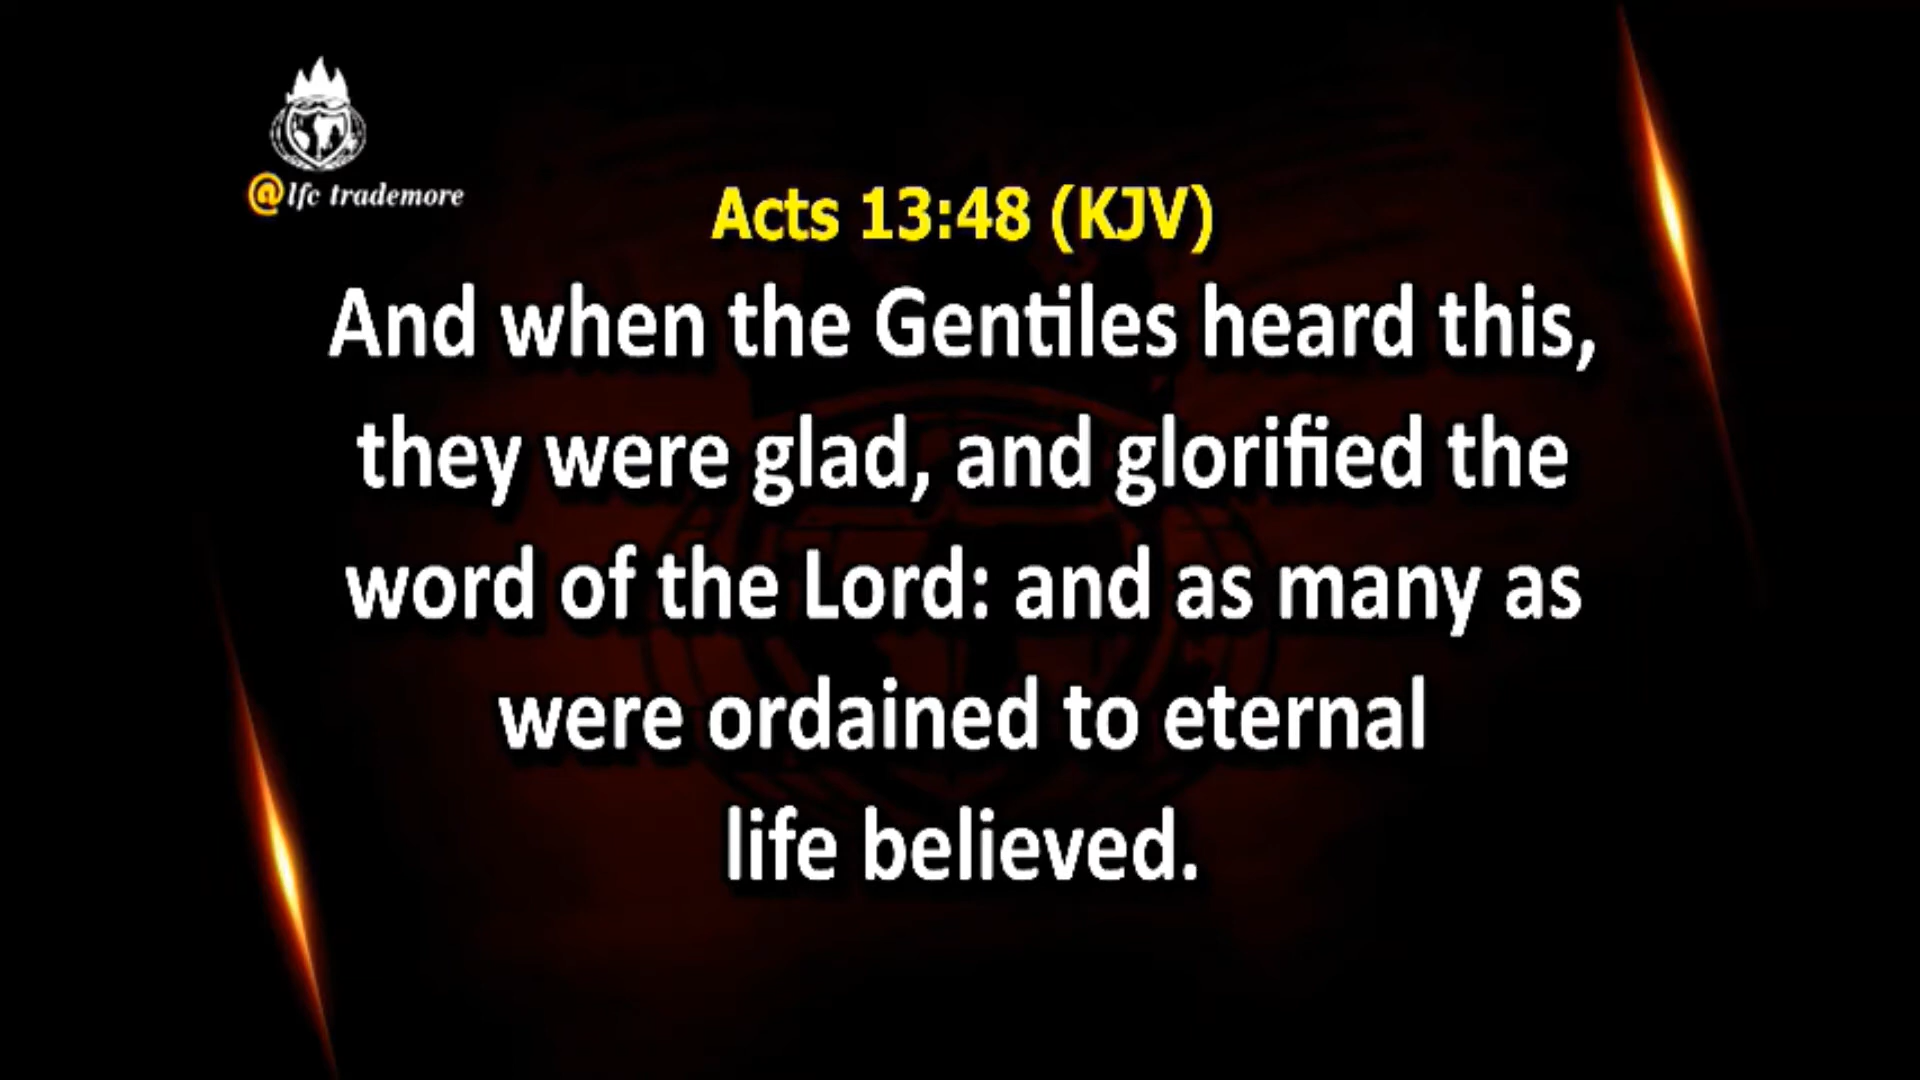 @lfc trademore
Acts 13:48 (KJV)
And when the Gentiles heard this,
they were glad, and glorified the
word of the Lord: and as many as
were ordained to eternal
life believed.